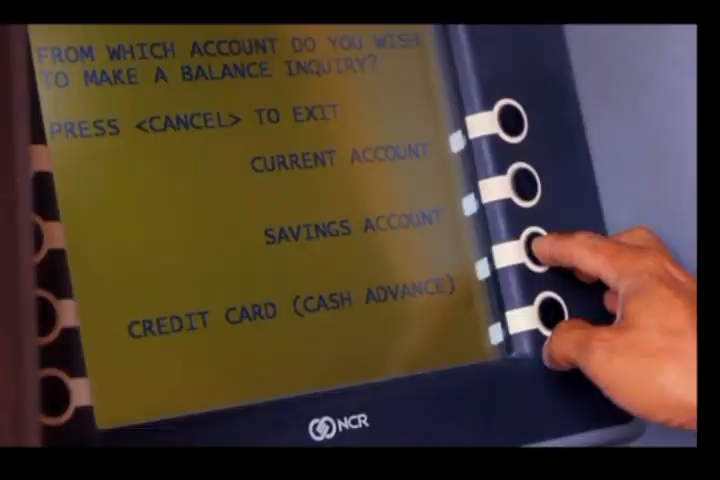 FROM WHICH ACCOUNT DO YOU WISH
TO MAKE A BALANCE INQUIRY?
PRESS <CANCEL> TO EXIT
CURRENT ACCOUNT
SAVINGS ACCOUNT
CREDIT CARD (CASH ADVANCE)
NCR